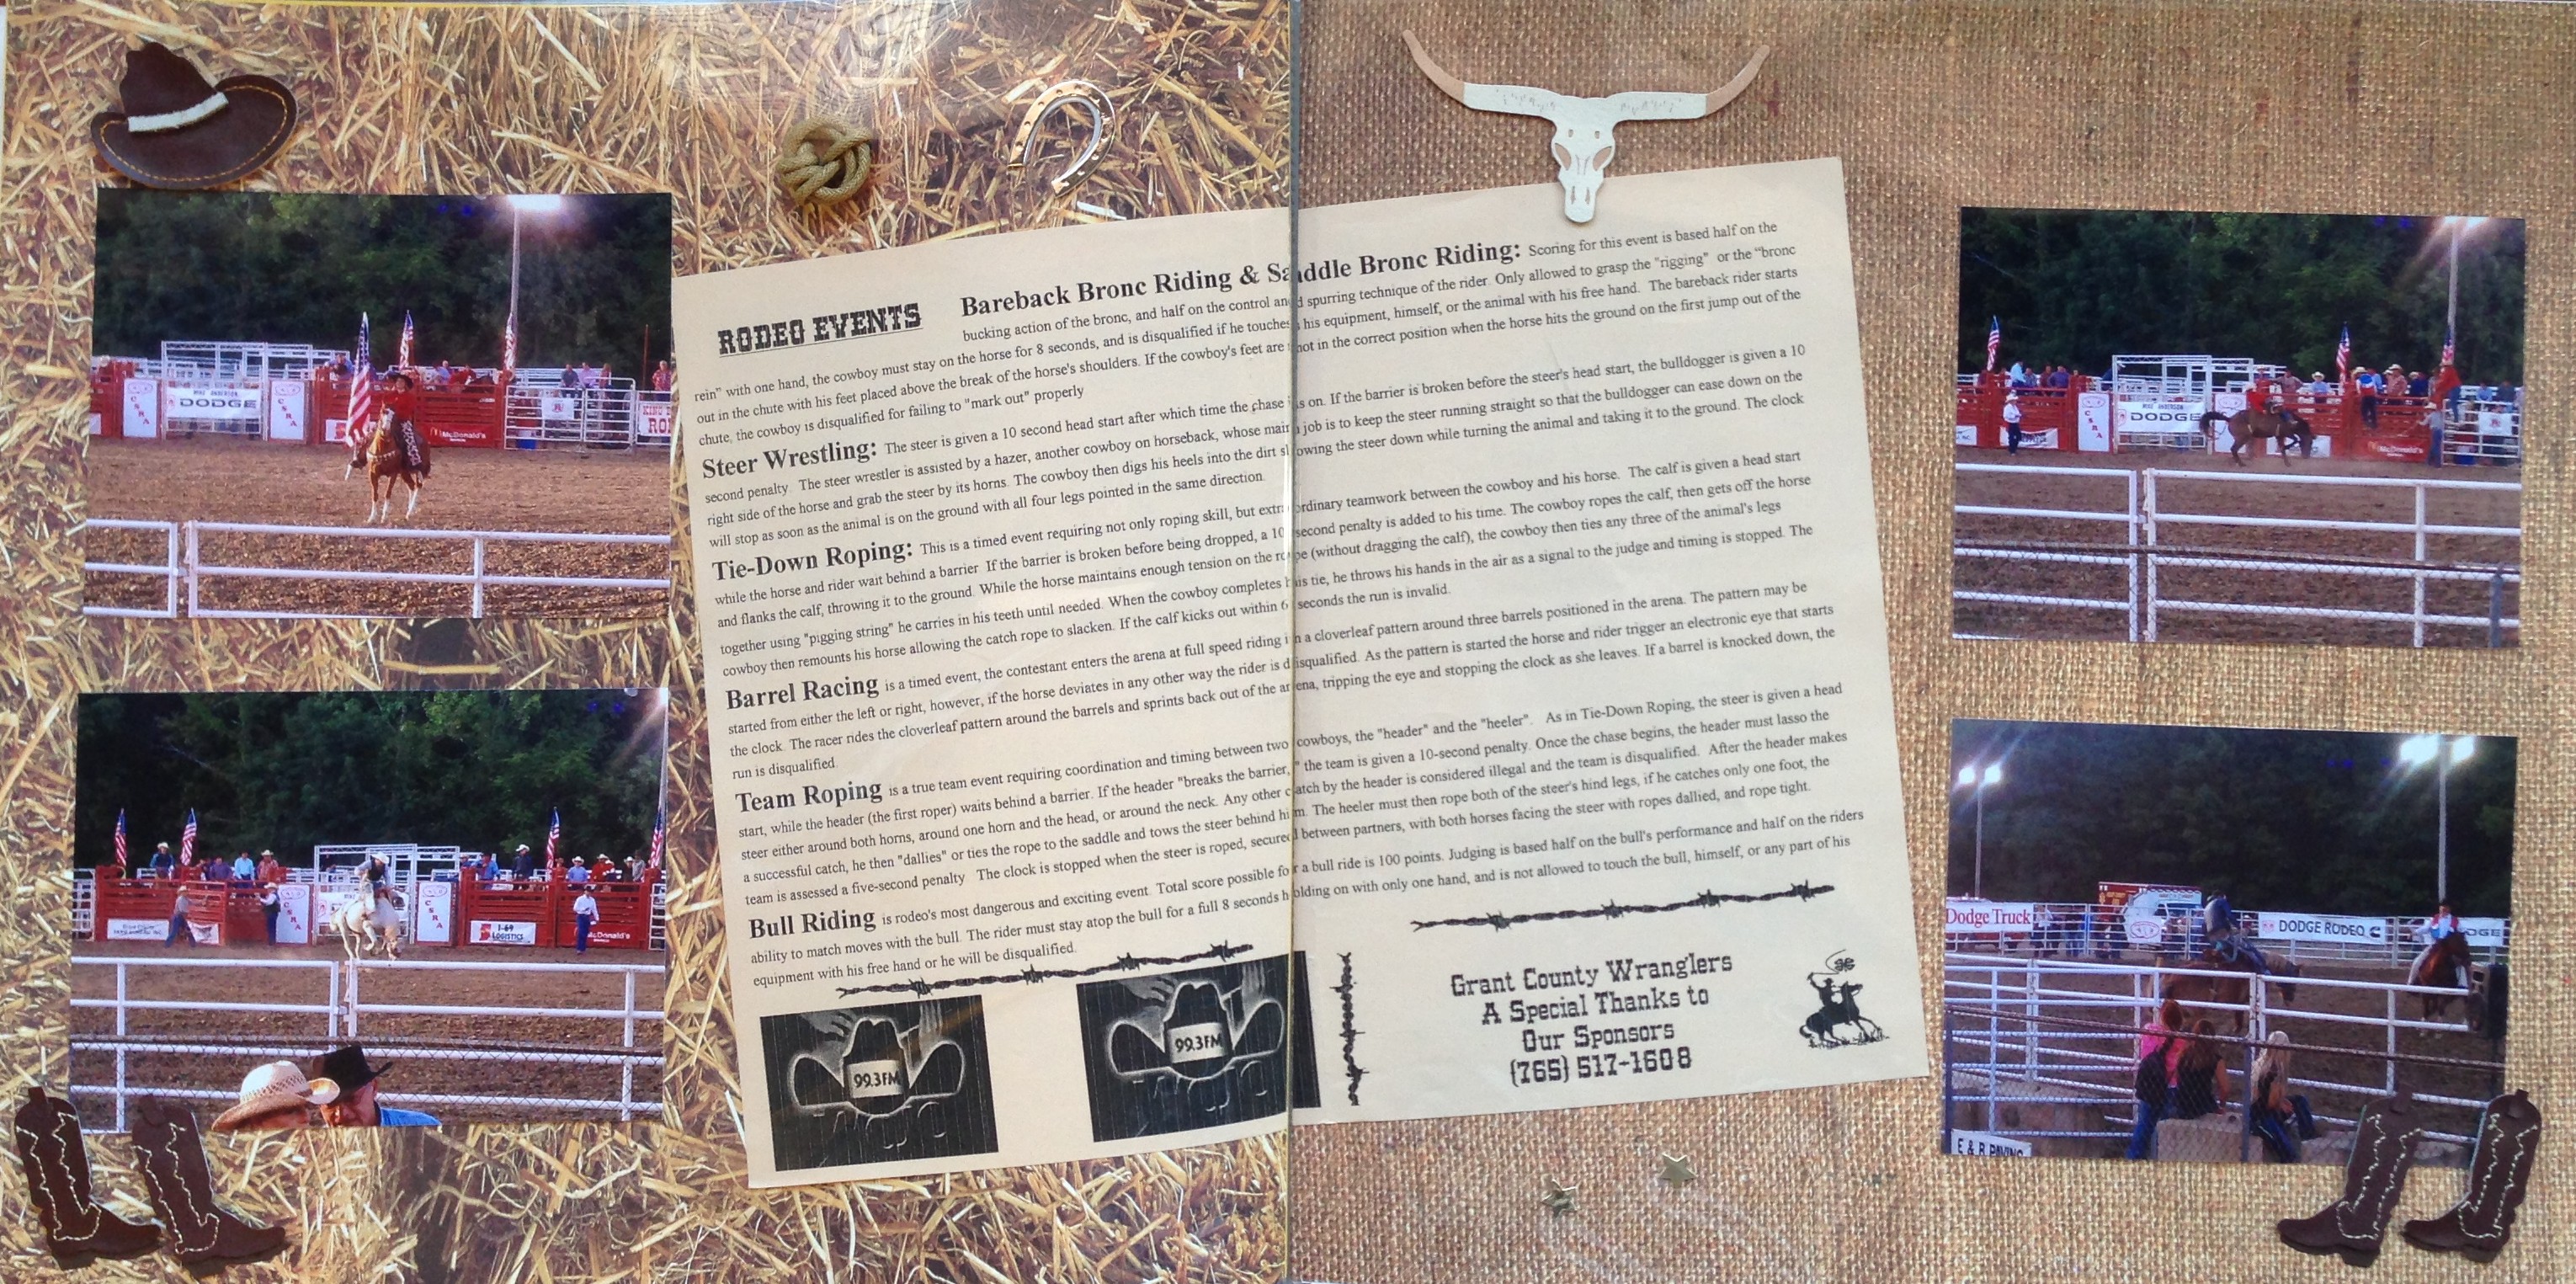 RODEO EVENTS
Bareback Bronc Riding & Saddle Bronc Riding: Scoring for this event is based half on the
bucking action of the bronc, and half on the control and spurring technique of the rider. Only allowed to grasp the "rigging" or the "bronc
rein" with one hand, the cowboy must stay on the horse for 8 seconds, and is disqualified if he touches his equipment, himself, or the animal with his free hand. The bareback rider starts
out in the chute with his feet placed above the break of the horse's shoulders. If the cowboy's feet are not in the correct position when the horse hits the ground on the first jump out of the
chute, the cowboy is disqualified for failing to "mark out" properly
Steer Wrestling: The steer is given a 10 second head start after which time the chase is on. If the barrier is broken before the steer's head start, the bulldogger is given a 10
second penalty. The steer wrestler is assisted by a hazer, another cowboy on horseback, whose main job is to keep the steer running straight so that the bulldogger can ease down on the
right side of the horse and grab the steer by its horns. The cowboy then digs his heels into the dirt slowing the steer down while turning the animal and taking it to the ground. The clock
will stop as soon as the animal is on the ground with all four legs pointed in the same direction.
Tie-Down Roping: This is a timed event requiring not only roping skill, but extraordinary teamwork between the cowboy and his horse. The calf is given a head start
while the horse and rider wait behind a barrier. If the barrier is broken before being dropped, a 10 second penalty is added to his time. The cowboy ropes the calf, then gets off the horse
and flanks the calf, throwing it to the ground. While the horse maintains enough tension on the rope (without dragging the calf), the cowboy then ties any three of the animal's legs
together using "pigging string" he carries in his teeth until needed. When the cowboy completes his tie, he throws his hands in the air as a signal to the judge and timing is stopped. The
cowboy then remounts his horse allowing the catch rope to slacken. If the calf kicks out within 6 seconds the run is invalid.
Barrel Racing is a timed event, the contestant enters the arena at full speed riding in a cloverleaf pattern around three barrels positioned in the arena. The pattern may be
started from either the left or right, however, if the horse deviates in any other way the rider is disqualified. As the pattern is started the horse and rider trigger an electronic eye that starts
the clock. The racer rides the cloverleaf pattern around the barrels and sprints back out of the arena, tripping the eye and stopping the clock as she leaves. If a barrel is knocked down, the
run is disqualified.
Team Roping is a true team event requiring coordination and timing between two cowboys, the "header" and the "heeler". As in Tie-Down Roping, the steer is given a head
start, while the header (the first roper) waits behind a barrier. If the header "breaks the barrier," the team is given a 10-second penalty. Once the chase begins, the header must lasso the
steer either around both horns, around one horn and the head, or around the neck. Any other catch by the header is considered illegal and the team is disqualified. After the header makes
a successful catch, he then "dallies" or ties the rope to the saddle and tows the steer behind him. The heeler must then rope both of the steer's hind legs, if he catches only one foot, the
team is assessed a five-second penalty. The clock is stopped when the steer is roped, secured between partners, with both horses facing the steer with ropes dallied, and rope tight.
Bull Riding is rodeo's most dangerous and exciting event. Total score possible for a bull ride is 100 points. Judging is based half on the bull's performance and half on the riders
ability to match moves with the bull. The rider must stay atop the bull for a full 8 seconds holding on with only one hand, and is not allowed to touch the bull, himself, or any part of his
equipment with his free hand or he will be disqualified.
99.3FM
99.3FM
Grant County Wranglers
A Special Thanks to
Our Sponsors
(765) 517-1608
DODGE
CSRA
McDonald's
DODGE
CSRA
McDonald's
CSRA
CSRA
I-69
LOGISTICS
McDonald's
Dodge Truck
DODGE RODEO
E & B PAVING